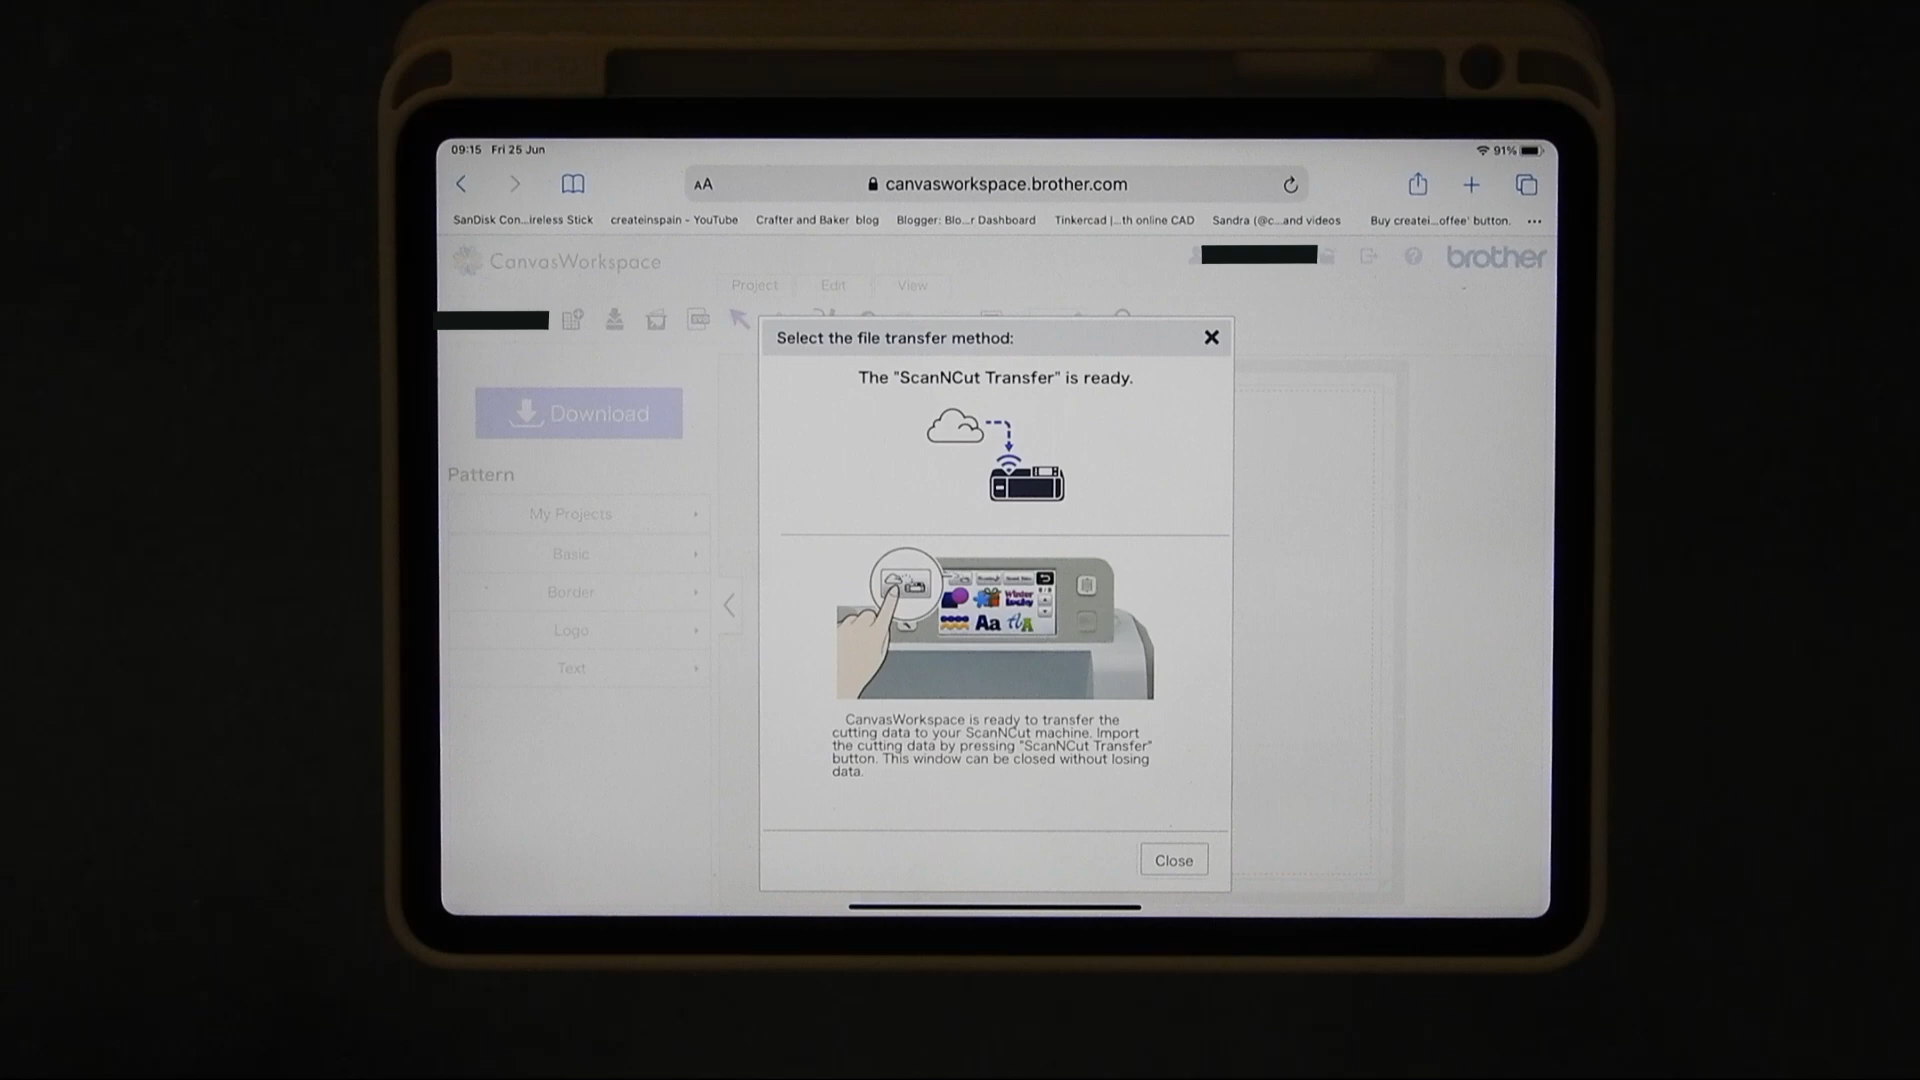 09:15 Fri 25 Jun
91%
AA
canvasworkspace.brother.com
SanDisk Con...ireless Stick
createinspain - YouTube
Crafter and Baker blog
Blogger: Blo...r Dashboard
Tinkercad |...th online CAD
Sandra (@c...and videos
Buy createi...offee' button.
CanvasWorkspace
brother
Project
Edit
View
Select the file transfer method:
The "ScanNCut Transfer" is ready.
Download
Pattern
My Projects
Basic
Border
Logo
Text
Winter
Aa
CanvasWorkspace is ready to transfer the
cutting data to your ScanNCut machine. Import
the cutting data by pressing "ScanNCut Transfer"
button. This window can be closed without losing
data.
Close